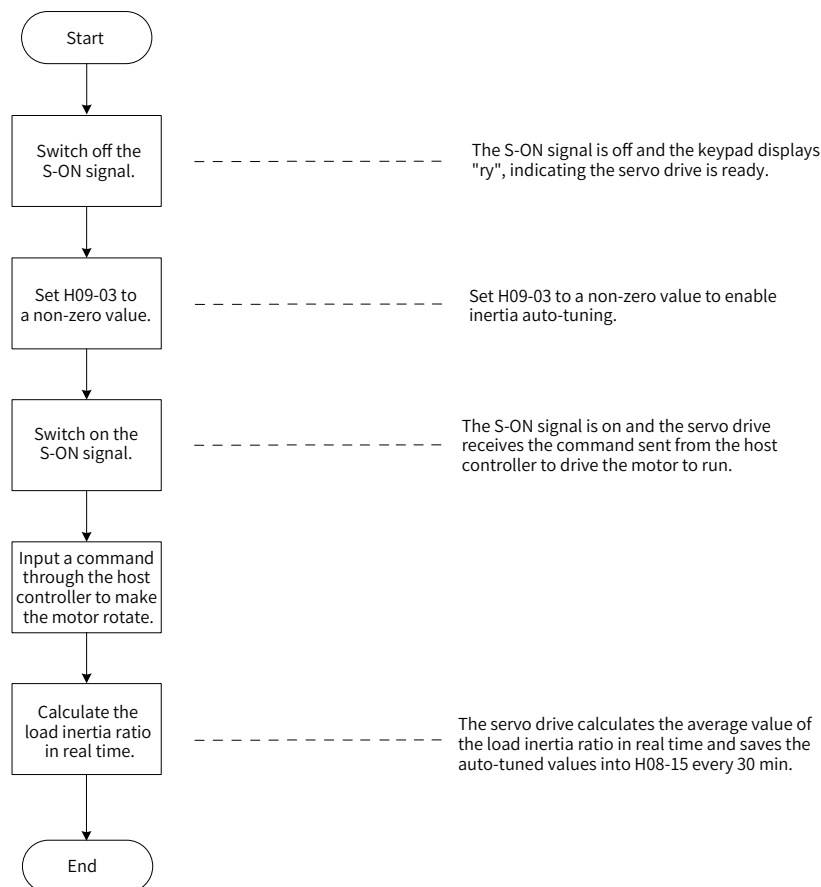 Start
Switch off the
S-ON signal.
The S-ON signal is off and the keypad displays
"ry", indicating the servo drive is ready.
Set H09-03 to
a non-zero value.
Set H09-03 to a non-zero value to enable
inertia auto-tuning.
Switch on the
S-ON signal.
The S-ON signal is on and the servo drive
receives the command sent from the host
controller to drive the motor to run.
Input a command
through the host
controller to make
the motor rotate.
Calculate the
load inertia ratio
in real time.
The servo drive calculates the average value of
the load inertia ratio in real time and saves the
auto-tuned values into H08-15 every 30 min.
End